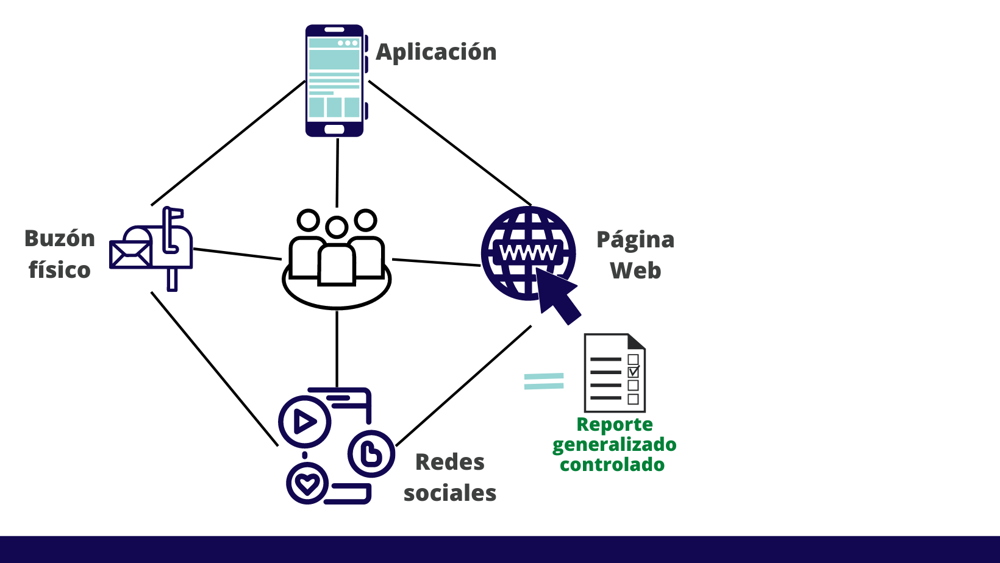 Aplicación
Buzón
físico
WWW
Página
Web
Reporte
generalizado
controlado
Redes
sociales